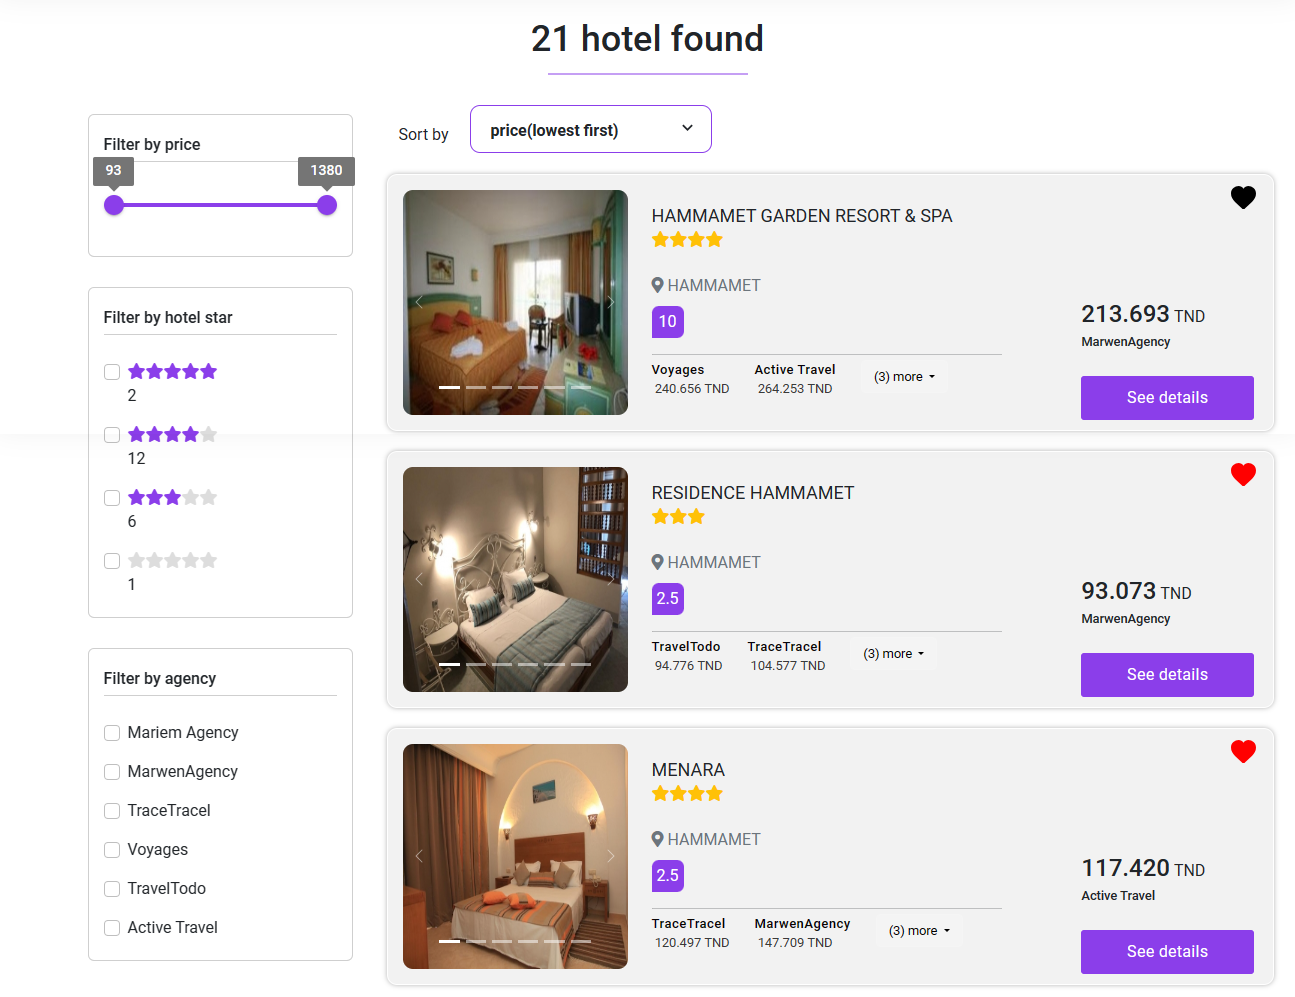 21 hotel found
Filter by price
93
1380
Filter by hotel star
2
12
6
1
Filter by agency
Mariem Agency
MarwenAgency
TraceTracel
Voyages
TravelTodo
Active Travel
Sort by
price(lowest first)
HAMMAMET GARDEN RESORT & SPA
HAMMAMET
10
Voyages
240.656 TND
Active Travel
264.253 TND
(3) more
213.693 TND
MarwenAgency
See details
RESIDENCE HAMMAMET
HAMMAMET
2.5
TravelTodo
94.776 TND
TraceTracel
104.577 TND
(3) more
93.073 TND
MarwenAgency
See details
MENARA
HAMMAMET
2.5
TraceTracel
120.497 TND
MarwenAgency
147.709 TND
(3) more
117.420 TND
Active Travel
See details